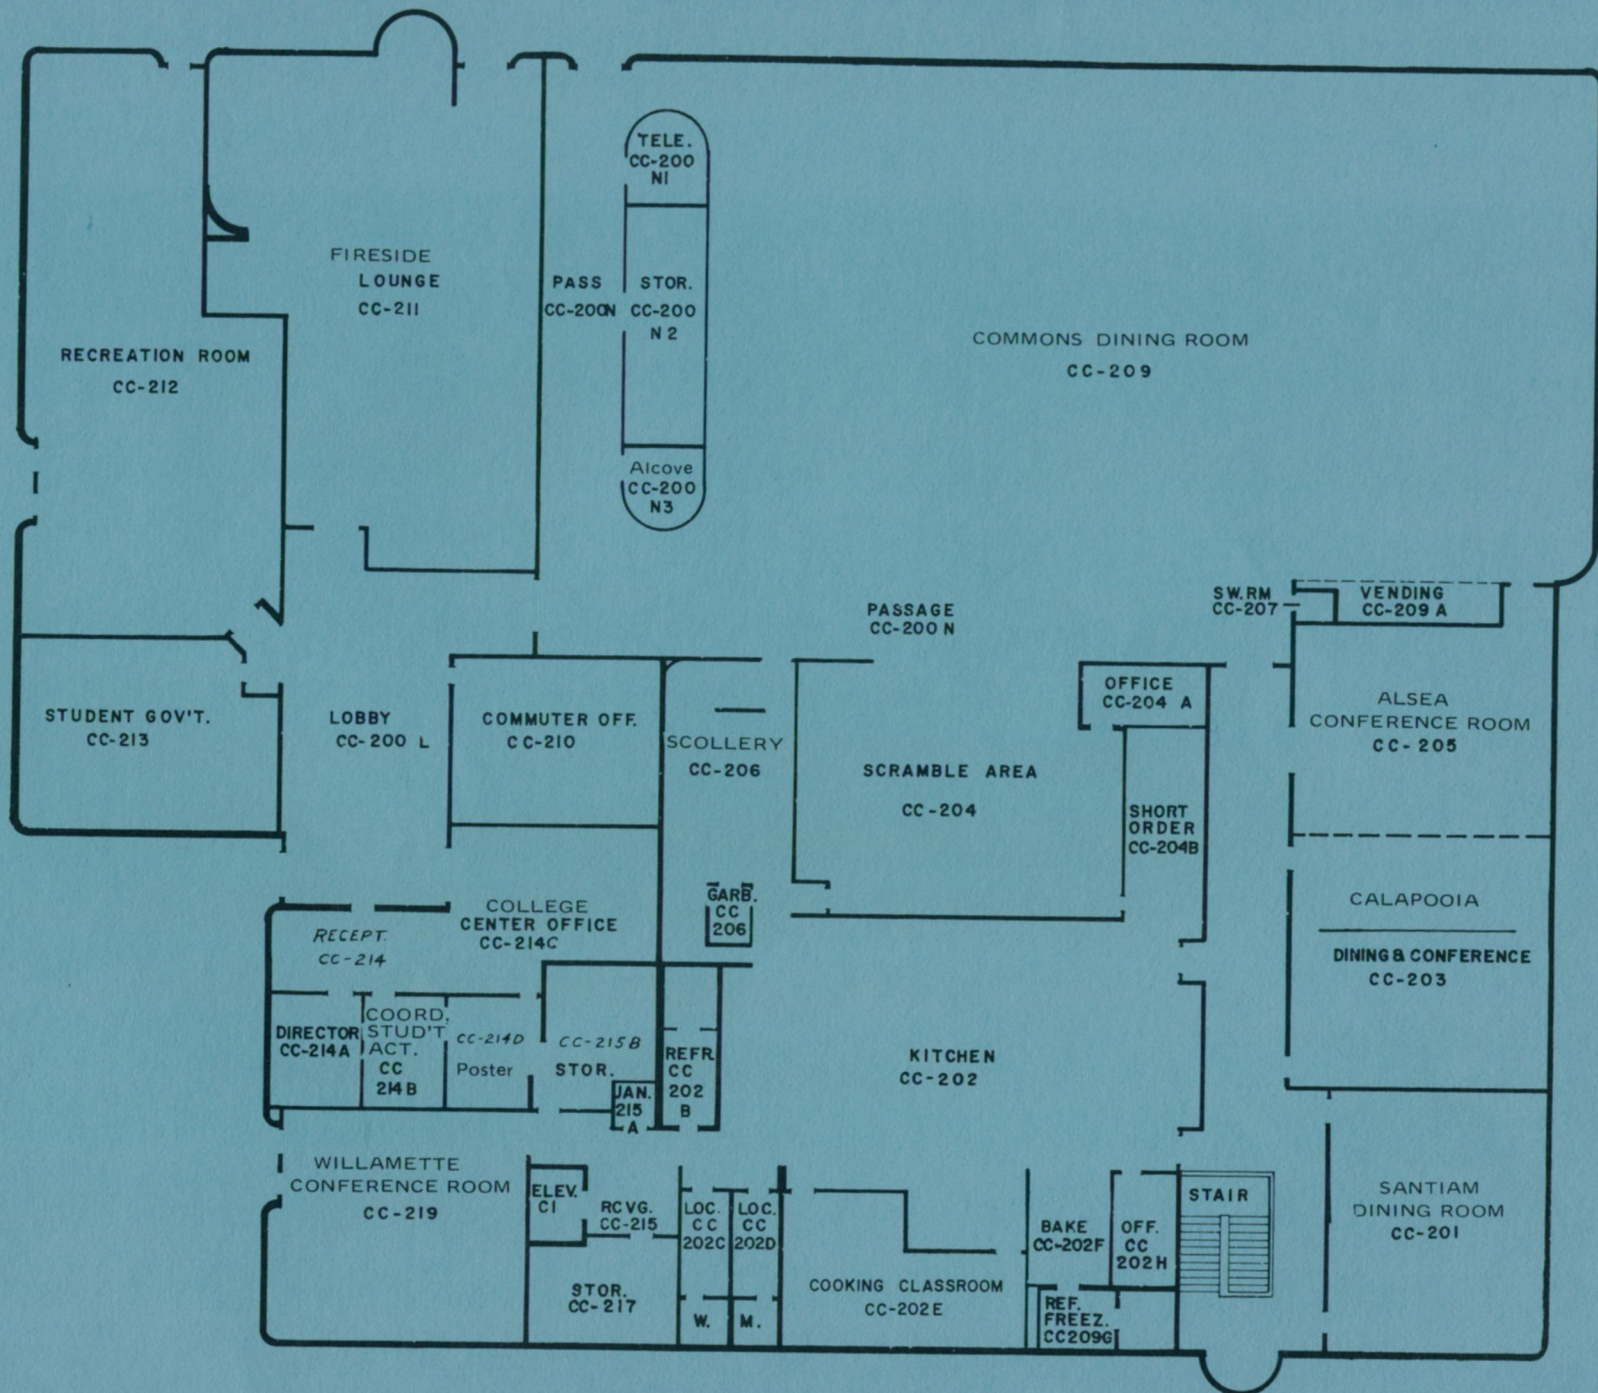 TELE.
CC-200
N1
FIRESIDE
LOUNGE
CC-211
PASS
CC-200N
STOR.
CC-200
N 2
COMMONS DINING ROOM
CC-209
RECREATION ROOM
CC-212
Alcove
CC-200
N3
PASSAGE
CC-200 N
SW.RM
CC-207
VENDING
CC-209 A
STUDENT GOV'T.
CC-213
LOBBY
CC-200 L
COMMUTER OFF.
CC-210
SCOLLERY
CC-206
OFFICE
CC-204 A
ALSEA
CONFERENCE ROOM
CC-205
SCRAMBLE AREA
CC-204
SHORT
ORDER
CC-204B
GARB.
CC
206
CALAPOOIA
DINING & CONFERENCE
CC-203
COLLEGE
CENTER OFFICE
CC-214C
RECEPT.
CC-214
DIRECTOR
CC-214A
COORD.
STUD'T
ACT.
CC
214B
CC-214D
Poster
CC-215B
STOR.
JAN.
215
A
REFR.
CC
202
B
KITCHEN
CC-202
WILLAMETTE
CONFERENCE ROOM
CC-219
ELEV.
C1
RCVG.
CC-215
LOC.
CC
202C
LOC.
CC
202D
STOR.
CC-217
W.
M.
COOKING CLASSROOM
CC-202E
BAKE
CC-202F
OFF.
CC
202H
REF.
FREEZ.
CC209G
STAIR
SANTIAM
DINING ROOM
CC-201